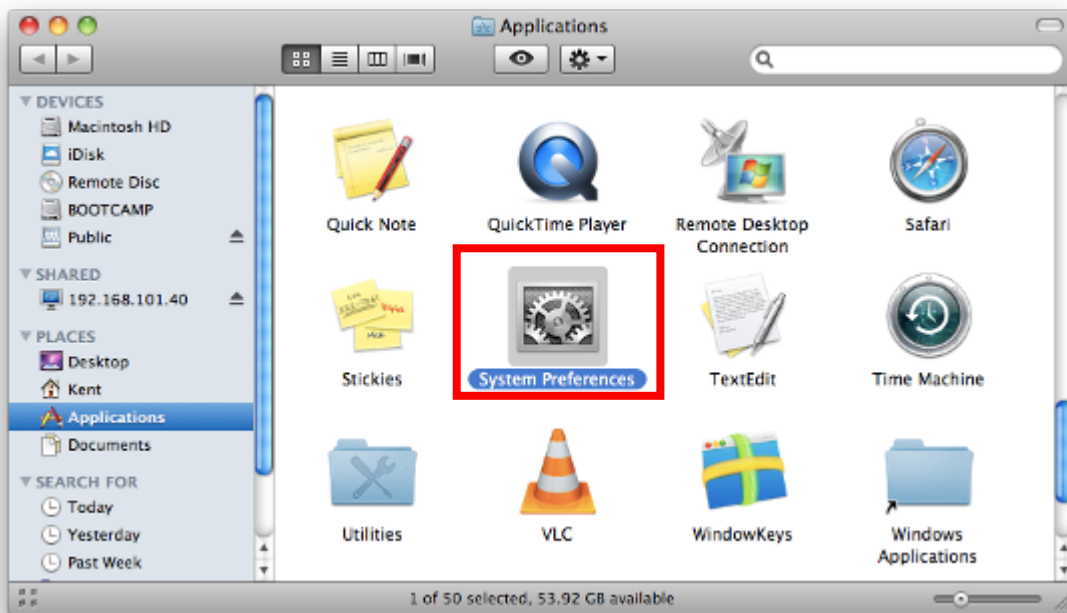 Applications
DEVICES
Macintosh HD
iDisk
Remote Disc
BOOTCAMP
Public
SHARED
192.168.101.40
PLACES
Desktop
Kent
Applications
Documents
SEARCH FOR
Today
Yesterday
Past Week
Quick Note
QuickTime Player
Remote Desktop
Connection
Safari
Stickies
System Preferences
TextEdit
Time Machine
Utilities
VLC
WindowKeys
Windows
Applications
1 of 50 selected, 53.92 GB available